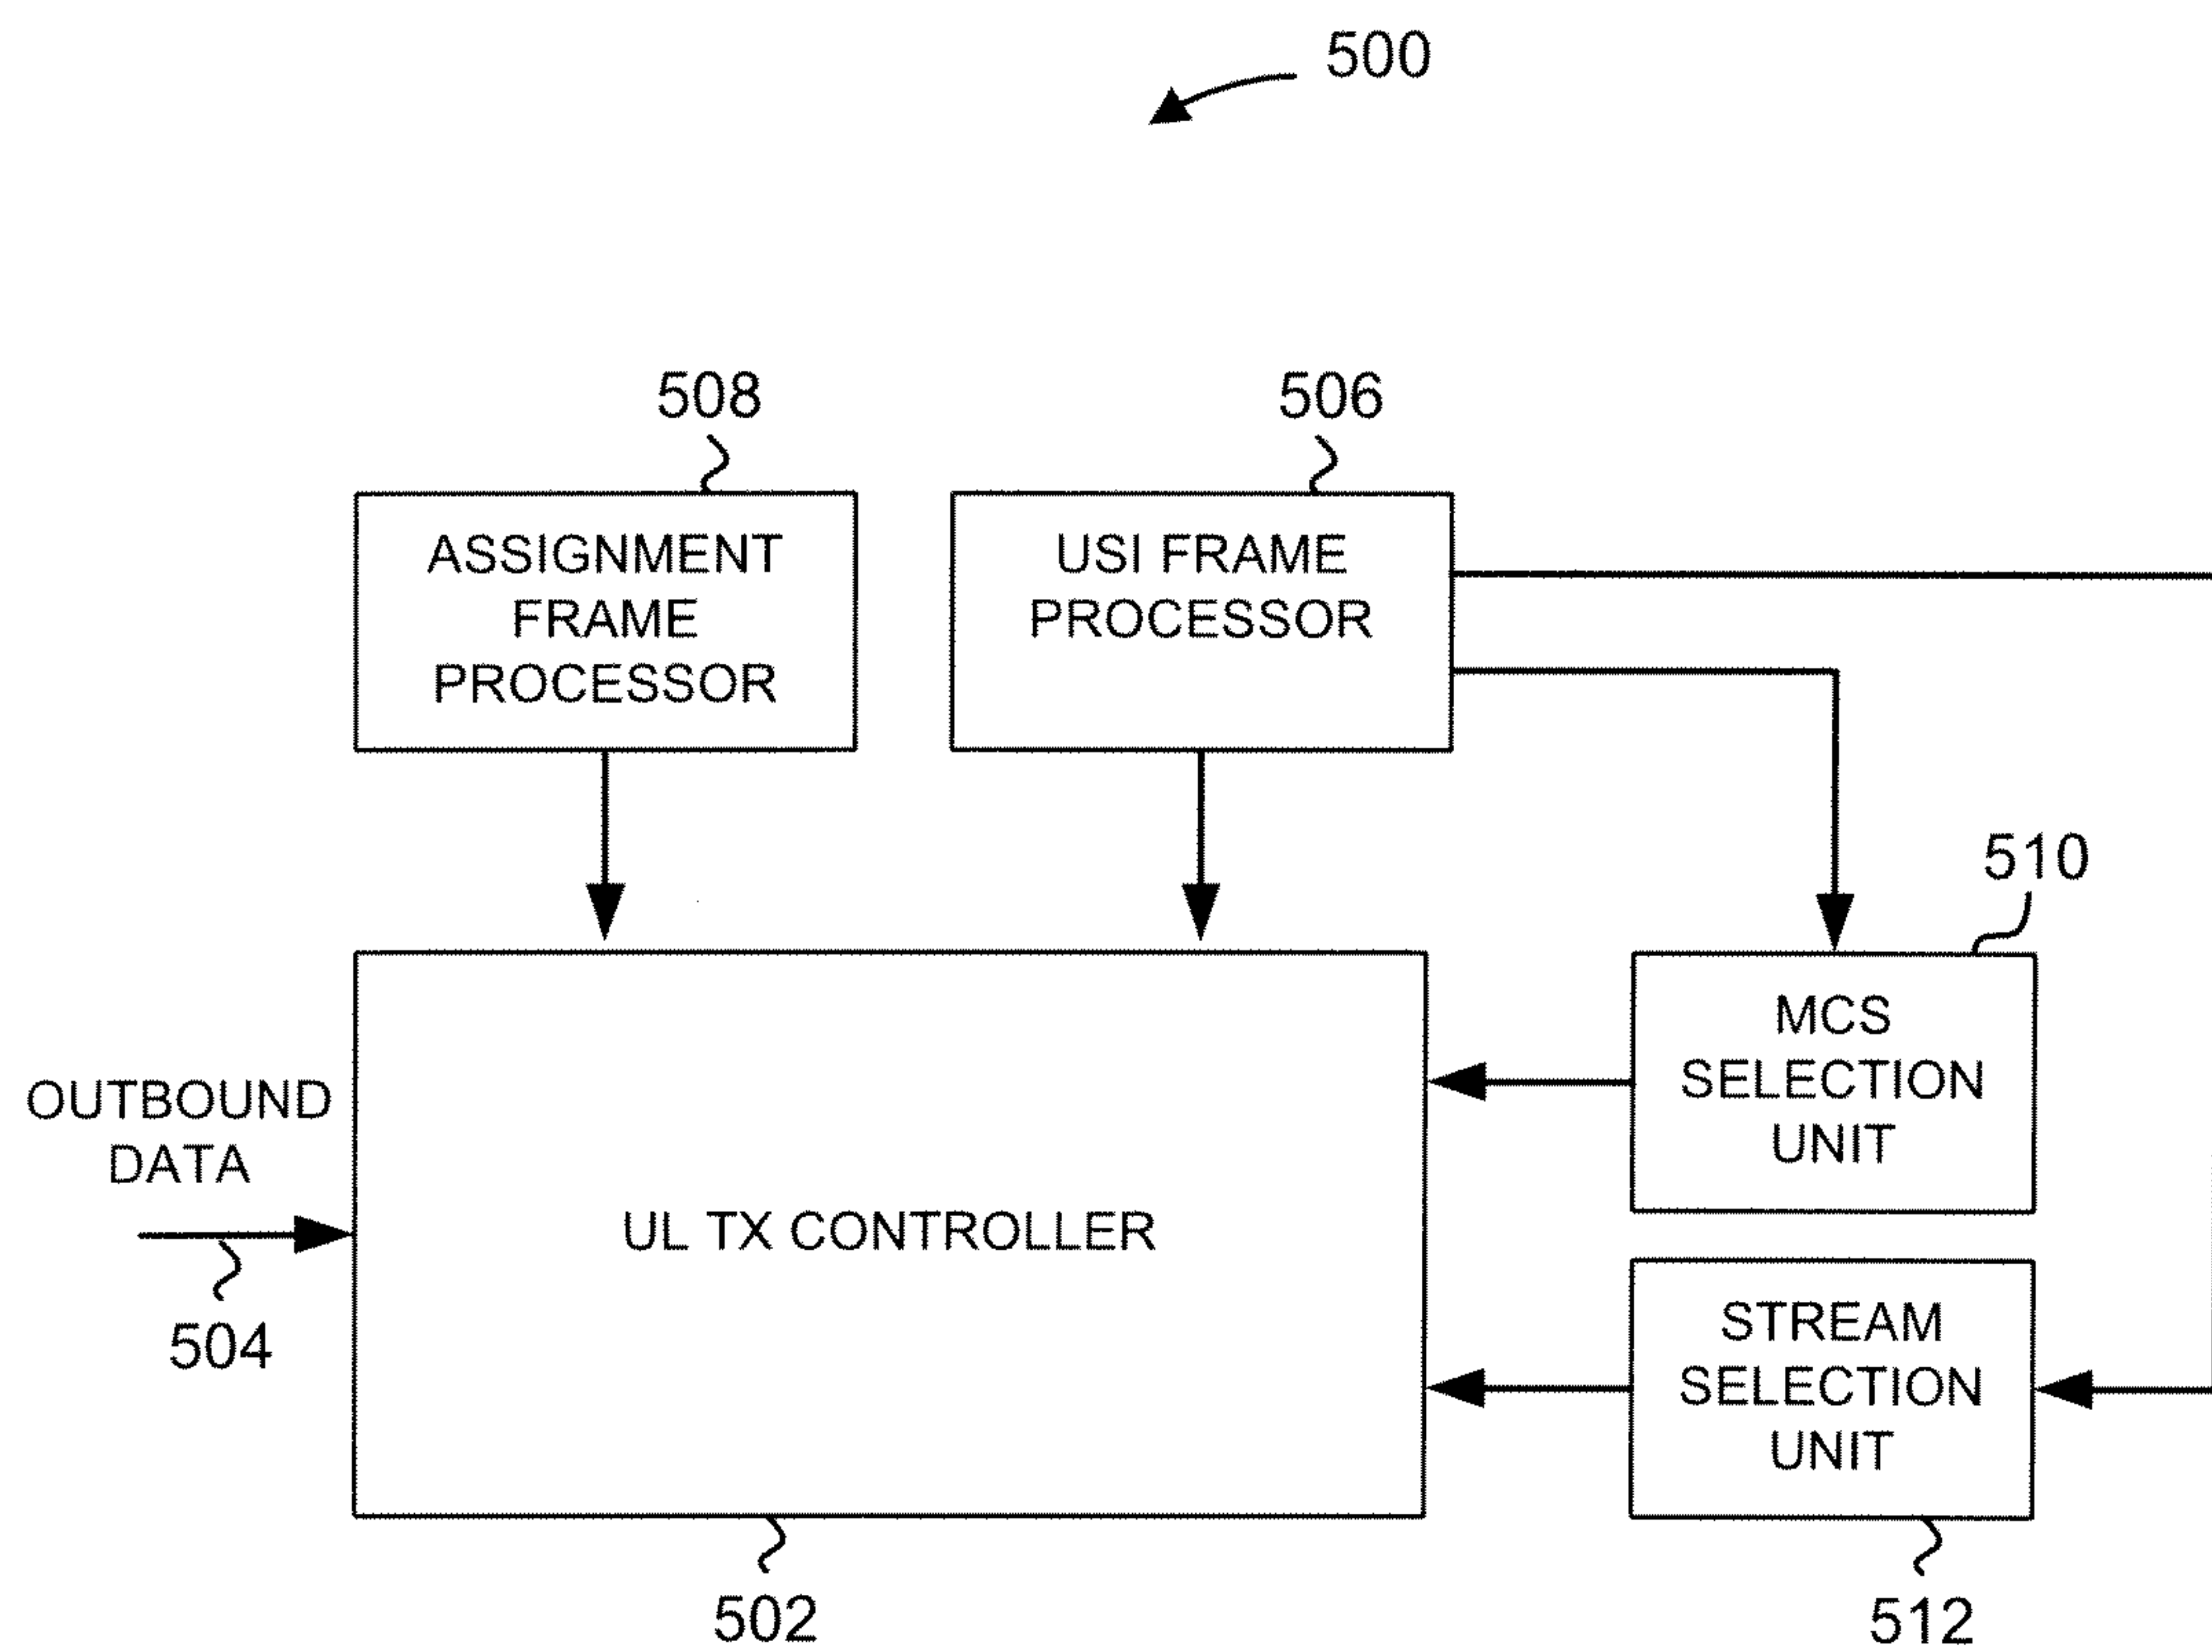 500
508
506
ASSIGNMENT
FRAME
PROCESSOR
USI FRAME
PROCESSOR
510
MCS
SELECTION
UNIT
OUTBOUND
DATA
504
UL TX CONTROLLER
STREAM
SELECTION
UNIT
502
512